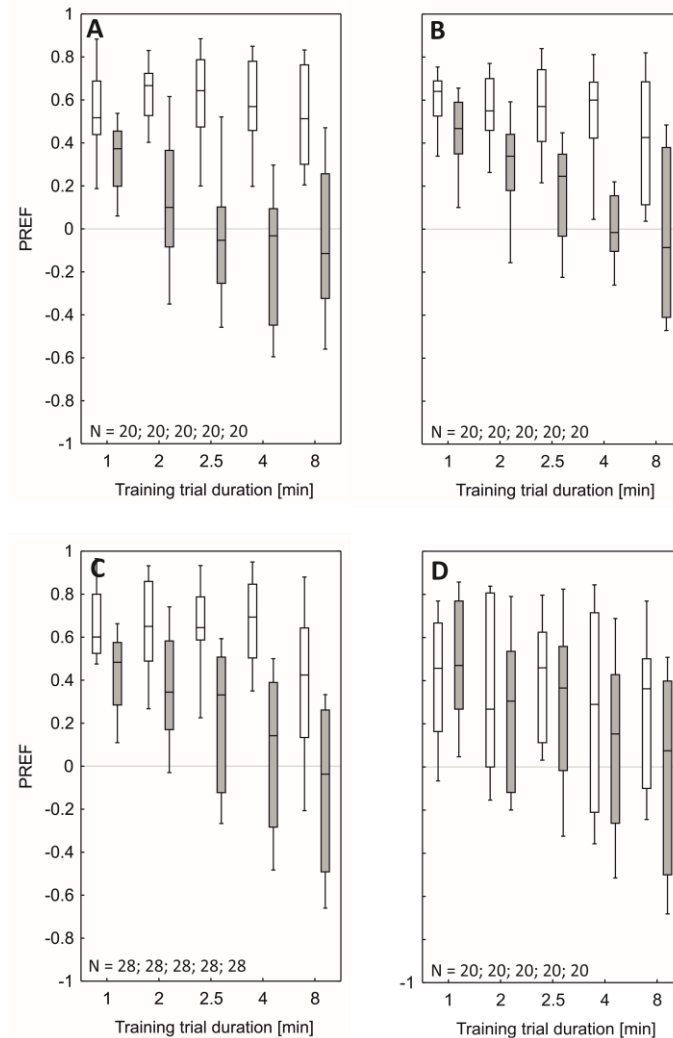 A
1
0.8
0.6
0.4
0.2
0
-0.2
-0.4
-0.6
-0.8
-1
PREF
N = 20; 20; 20; 20; 20
1 2 2.5 4 8
Training trial duration [min]
B
N = 20; 20; 20; 20; 20
1 2 2.5 4 8
Training trial duration [min]
C
1
0.8
0.6
0.4
0.2
0
-0.2
-0.4
-0.6
-0.8
-1
PREF
N = 28; 28; 28; 28; 28
1 2 2.5 4 8
Training trial duration [min]
D
-1
N = 20; 20; 20; 20; 20
1 2 2.5 4 8
Training trial duration [min]